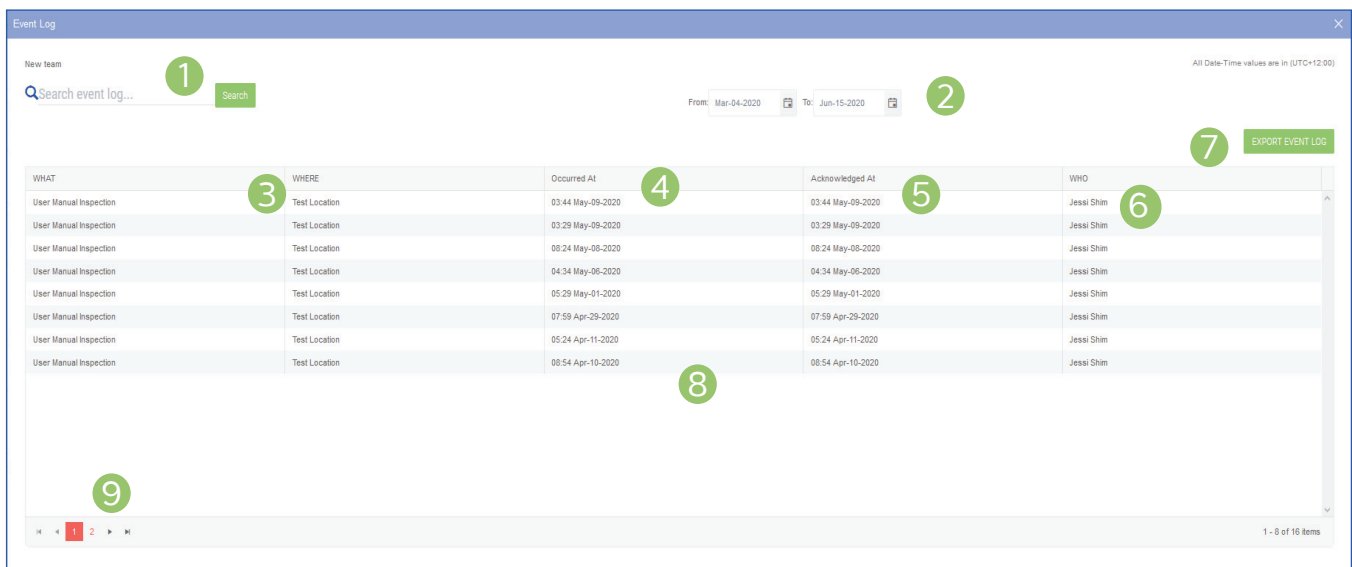 Event Log
New team
All Date-Time values are in (UTC+12:00)
1
Search event log...
Search
From: Mar-04-2020 To: Jun-15-2020
2
7
EXPORT EVENT LOG
WHAT WHERE Occurred At Acknowledged At WHO
3 4 5 6
User Manual Inspection Test Location 03:44 May-09-2020 03:44 May-09-2020 Jessi Shim
User Manual Inspection Test Location 03:29 May-09-2020 03:29 May-09-2020 Jessi Shim
User Manual Inspection Test Location 08:24 May-08-2020 08:24 May-08-2020 Jessi Shim
User Manual Inspection Test Location 04:34 May-06-2020 04:34 May-06-2020 Jessi Shim
User Manual Inspection Test Location 05:29 May-01-2020 05:29 May-01-2020 Jessi Shim
User Manual Inspection Test Location 07:59 Apr-29-2020 07:59 Apr-29-2020 Jessi Shim
User Manual Inspection Test Location 05:24 Apr-11-2020 05:24 Apr-11-2020 Jessi Shim
User Manual Inspection Test Location 08:54 Apr-10-2020 08:54 Apr-10-2020 Jessi Shim
8
9
1 2
1 - 8 of 16 items